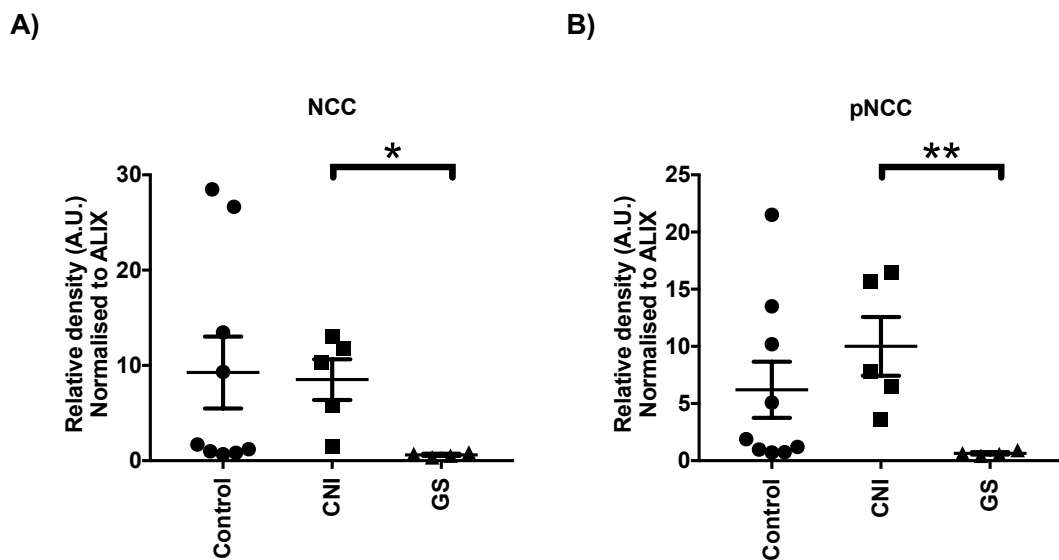 A)
NCC
*
Relative density (A.U.)
Normalised to ALIX
30
20
10
0
Control
CNI
GS
B)
pNCC
**
Relative density (A.U.)
Normalised to ALIX
25
20
15
10
5
0
Control
CNI
GS